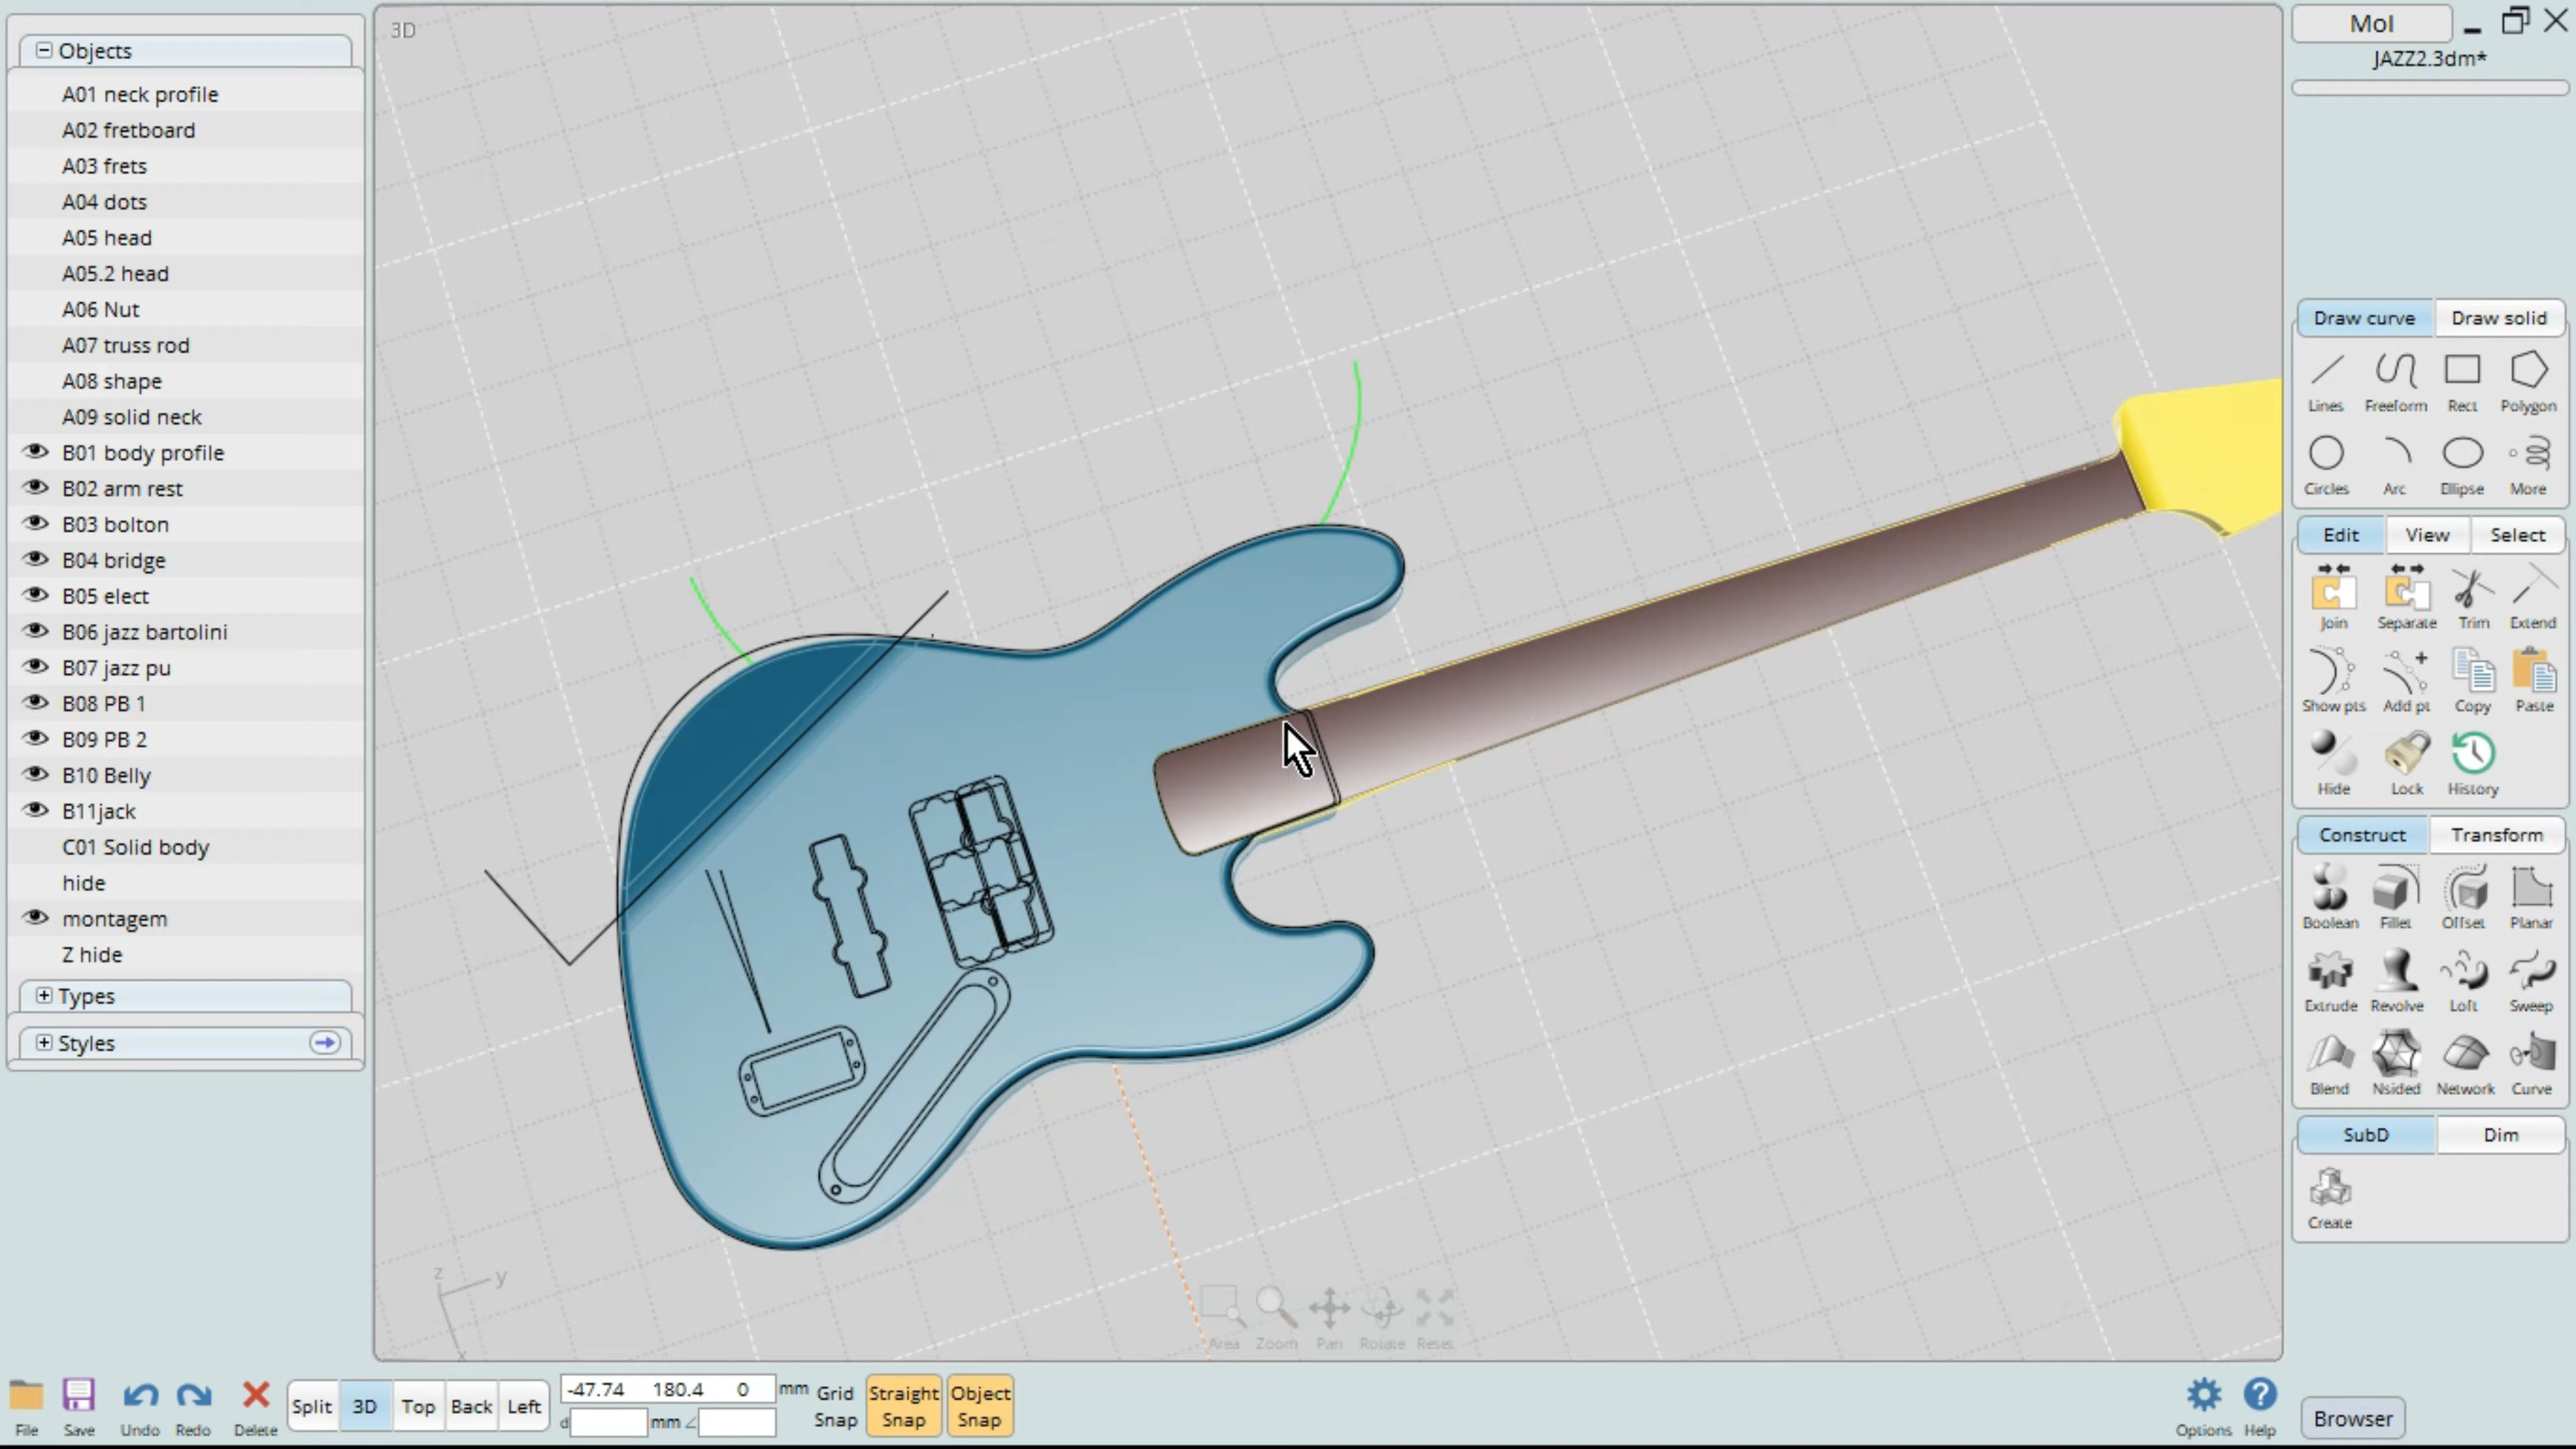 Objects
A01 neck profile
A02 fretboard
A03 frets
A04 dots
A05 head
A05.2 head
A06 Nut
A07 truss rod
A08 shape
A09 solid neck
B01 body profile
B02 arm rest
B03 bolton
B04 bridge
B05 elect
B06 jazz bartolini
B07 jazz pu
B08 PB 1
B09 PB 2
B10 Belly
B11jack
C01 Solid body
hide
montagem
Z hide
Types
Styles
3D
z y
x
Area Zoom Pan Rotate Reset
MoI
JAZZ2.3dm*
Draw curve Draw solid
Lines Freeform Rect Polygon
Circles Arc Ellipse More
Edit View Select
Join Separate Trim Extend
Show pts Add pt Copy Paste
Hide Lock History
Construct Transform
Boolean Fillet Offset Planar
Extrude Revolve Loft Sweep
Blend Nsided Network Curve
SubD Dim
Create
File Save Undo Redo Delete
Split 3D Top Back Left
-47.74 180.4 0 mm
d mm
Grid Snap
Straight Snap
Object Snap
Options Help
Browser